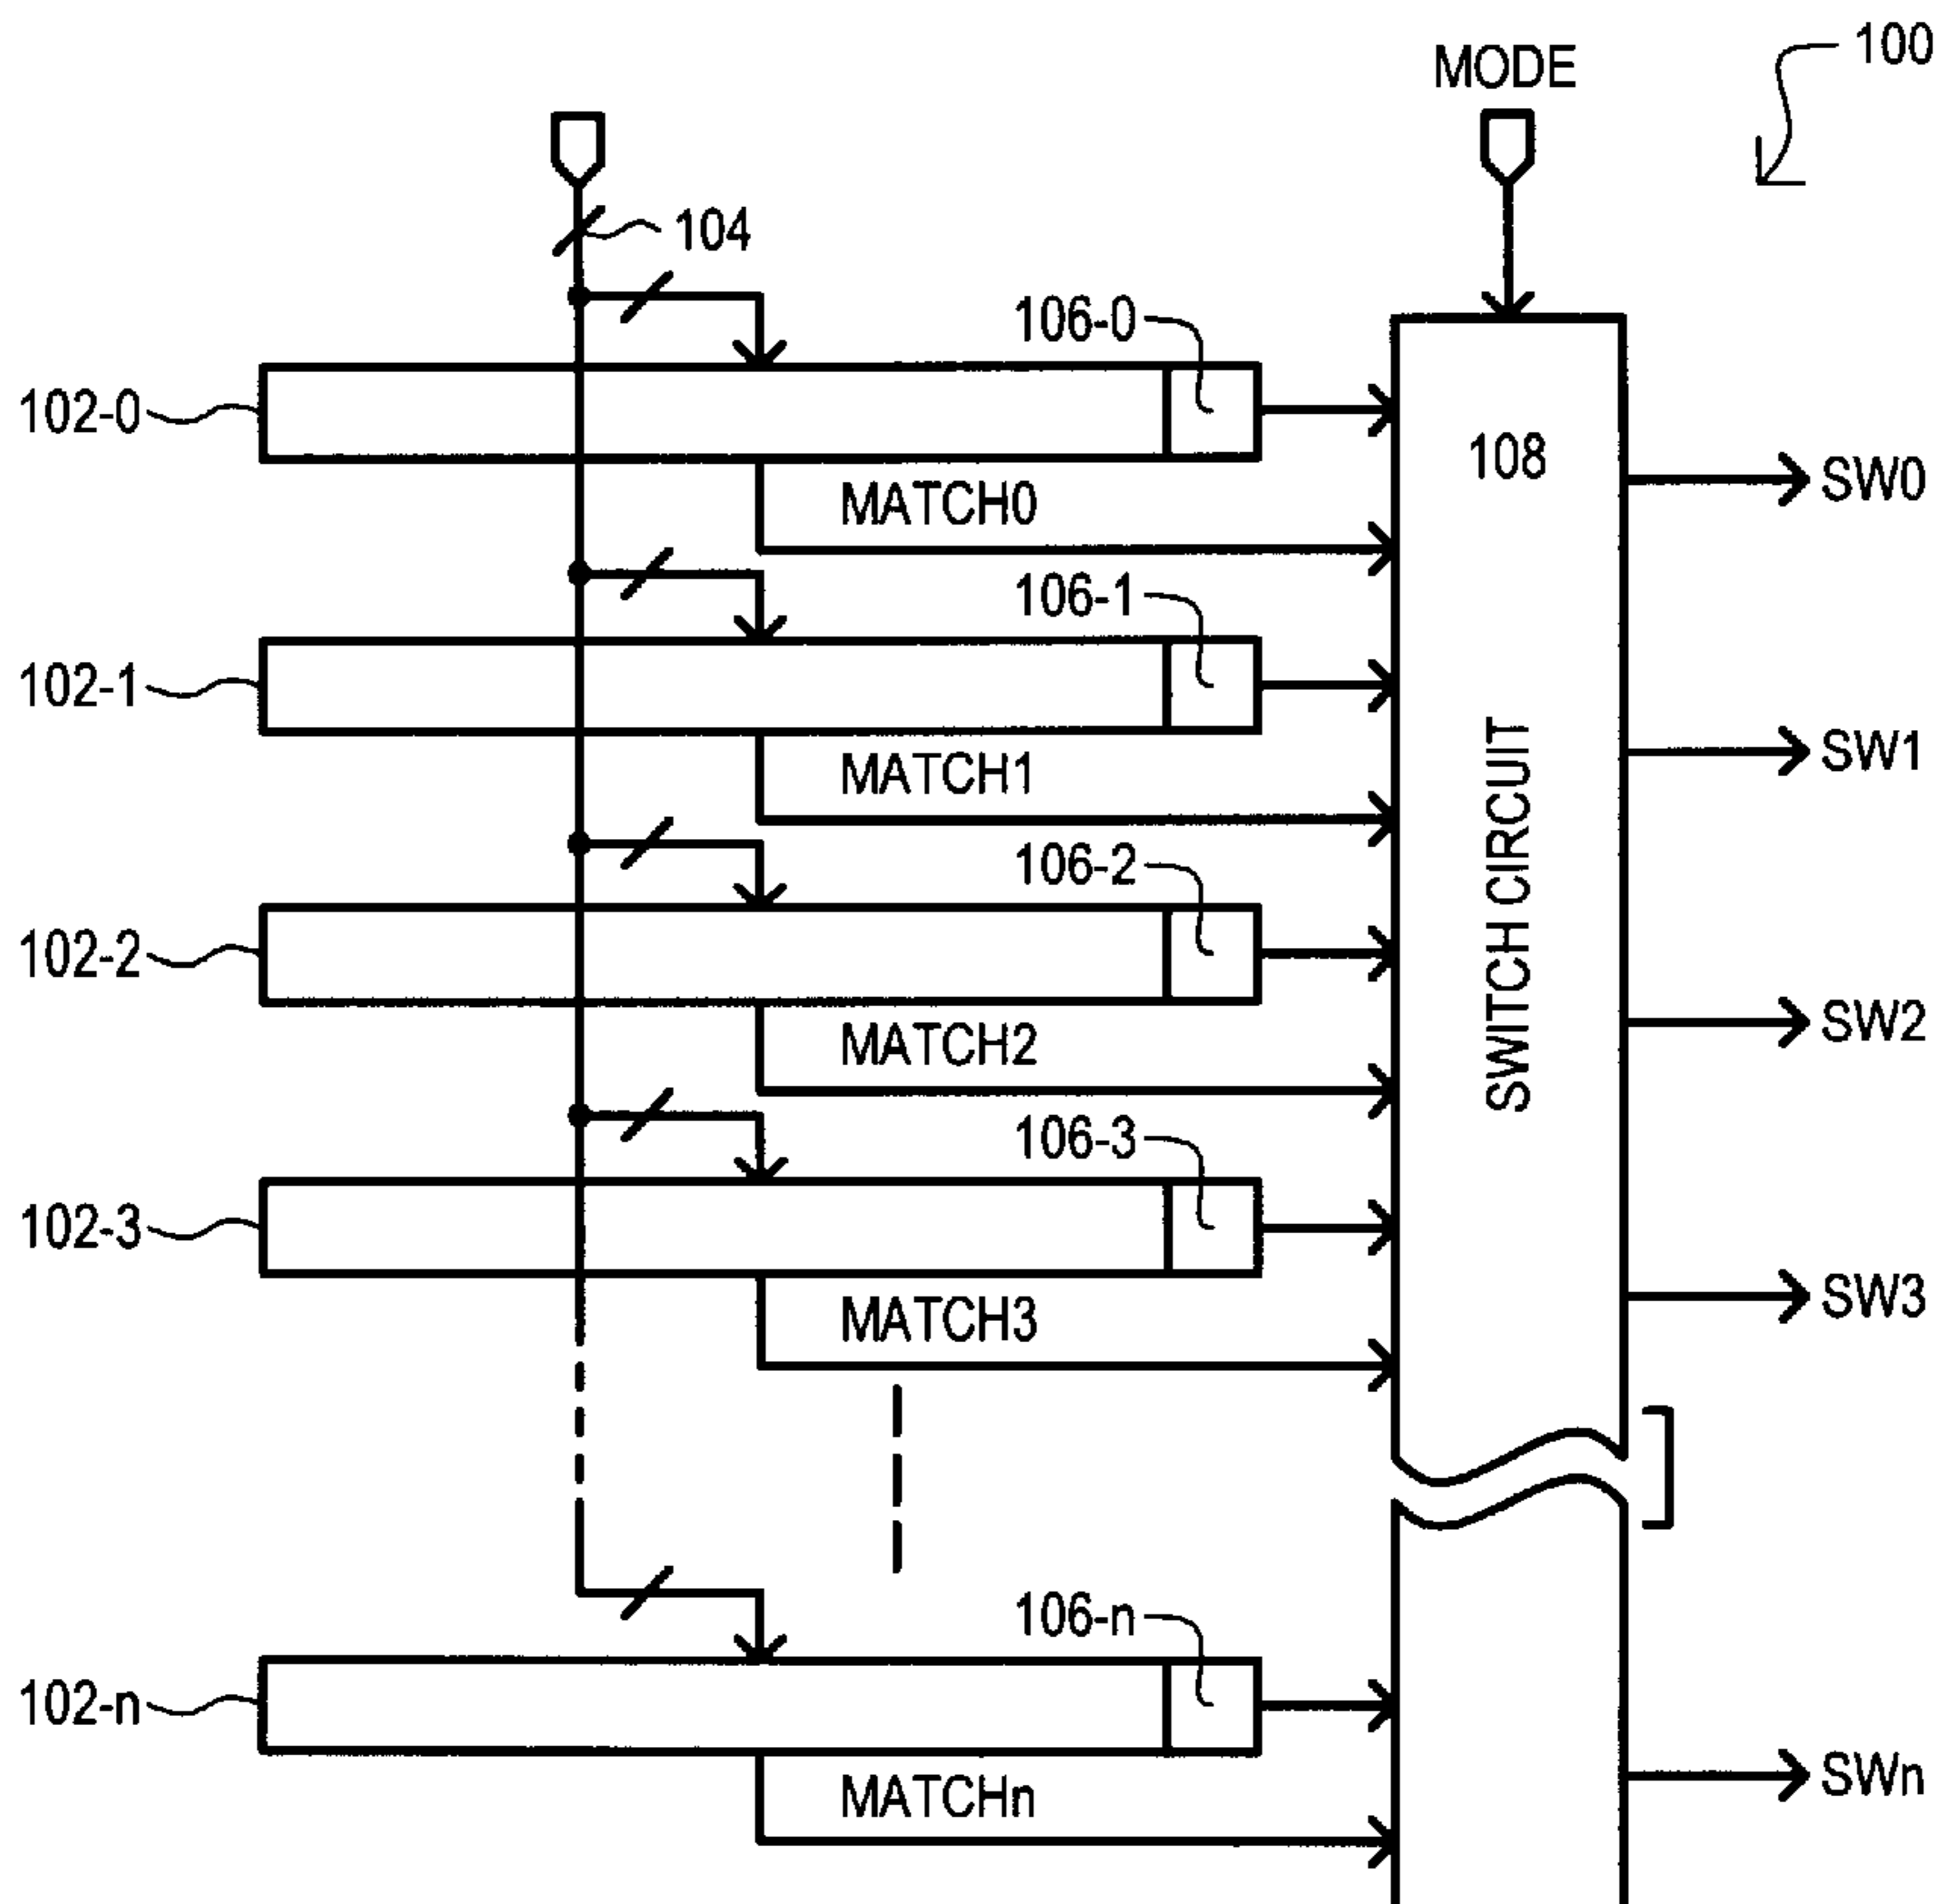 100
MODE
104
106-0
102-0
108
MATCH0
SW0
106-1
102-1
MATCH1
SW1
SWITCH CIRCUIT
106-2
102-2
MATCH2
SW2
106-3
102-3
MATCH3
SW3
106-n
102-n
MATCHn
SWn